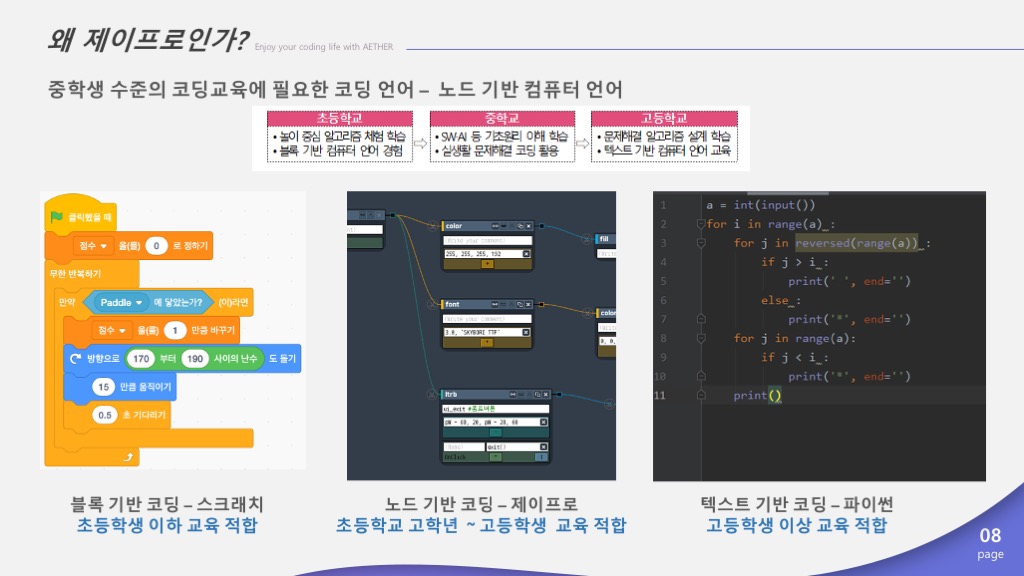 왜 제이프로인가? Enjoy your coding life with AETHER
중학생 수준의 코딩교육에 필요한 코딩 언어 – 노드 기반 컴퓨터 언어
초등학교
• 놀이 중심 알고리즘 체험 학습
• 블록 기반 컴퓨터 언어 경험
중학교
• SW·AI 등 기초원리 이해 학습
• 실생활 문제해결 코딩 활용
고등학교
• 문제해결 알고리즘 설계 학습
• 텍스트 기반 컴퓨터 언어 교육
클릭했을 때
점수 을(를) 0 로 정하기
무한 반복하기
만약 Paddle 에 닿았는가? (이)라면
점수 을(를) 1 만큼 바꾸기
방향으로 170 부터 190 사이의 난수 도 돌기
15 만큼 움직이기
0.5 초 기다리기
color
Write your comment!
255, 255, 255, 192
fill
font
Write your comment!
3.0, "SKYBORI TTF"
color
0, 0,
ltrb
ui_exit #종료버튼
pW - 60, 20, pW - 20, 60
exit()
OnClick
1 a = int(input())
2 for i in range(a)_:
3 for j in reversed(range(a))_:
4 if j > i_:
5 print(' ', end='')
6 else_:
7 print('*', end='')
8 for j in range(a):
9 if j < i_:
10 print('*', end='')
11 print()
블록 기반 코딩 – 스크래치
초등학생 이하 교육 적합
노드 기반 코딩 – 제이프로
초등학교 고학년 ~ 고등학생 교육 적합
텍스트 기반 코딩 – 파이썬
고등학생 이상 교육 적합
08
page